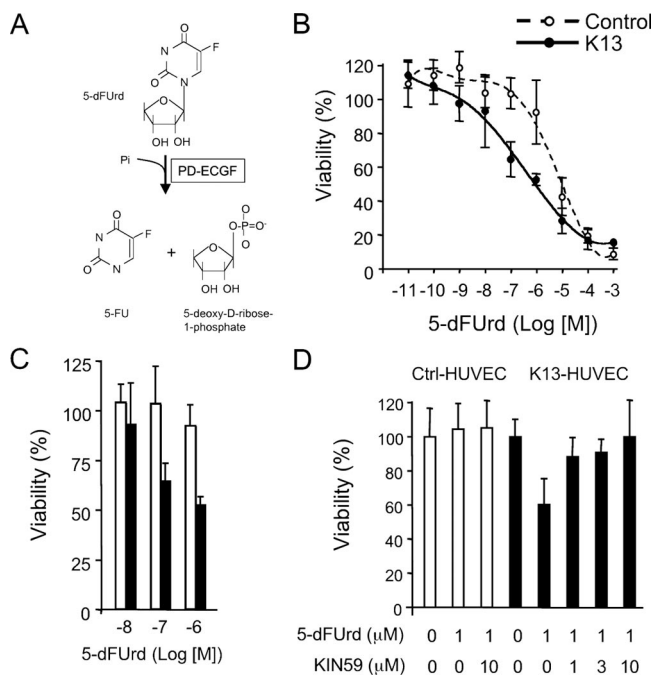 A
O
F
N
O
N
5-dFUrd
O
OH OH
Pi
PD-ECGF
O
F
N
O
N
+
O
O-P-O-
O
O
OH OH
5-FU
5-deoxy-D-ribose-
1-phosphate
B
Control
K13
Viability (%)
120
100
80
60
40
20
0
-11 -10 -9 -8 -7 -6 -5 -4 -3
5-dFUrd (Log [M])
C
Viability (%)
125
100
75
50
25
0
-8 -7 -6
5-dFUrd (Log [M])
D
Ctrl-HUVEC K13-HUVEC
Viability (%)
120
100
80
60
40
20
0
5-dFUrd (μM) 0 1 1 0 1 1 1 1
KIN59 (μM) 0 0 10 0 0 1 3 10